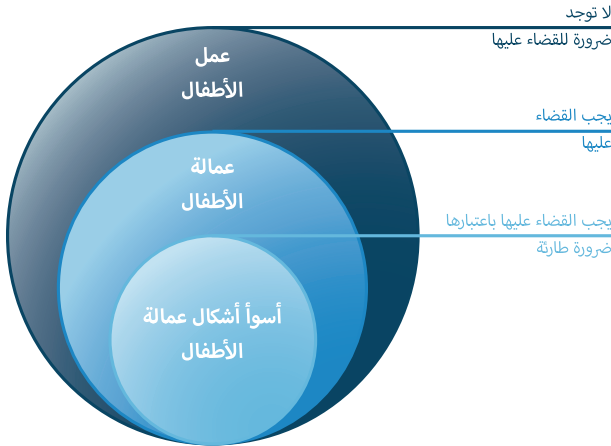 لا توجد
ضرورة للقضاء عليها
عمل
الأطفال
يجب القضاء
عليها
عمالة
الأطفال
يجب القضاء عليها باعتبارها
ضرورة طارئة
أسوأ أشكال عمالة
الأطفال